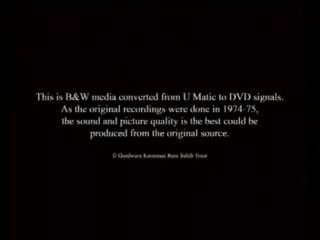 This is B&W media converted from U Matic to DVD signals.
As the original recordings were done in 1974-75,
the sound and picture quality is the best could be
produced from the original source.
© Gurdwara Karamsar Rara Sahib Trust